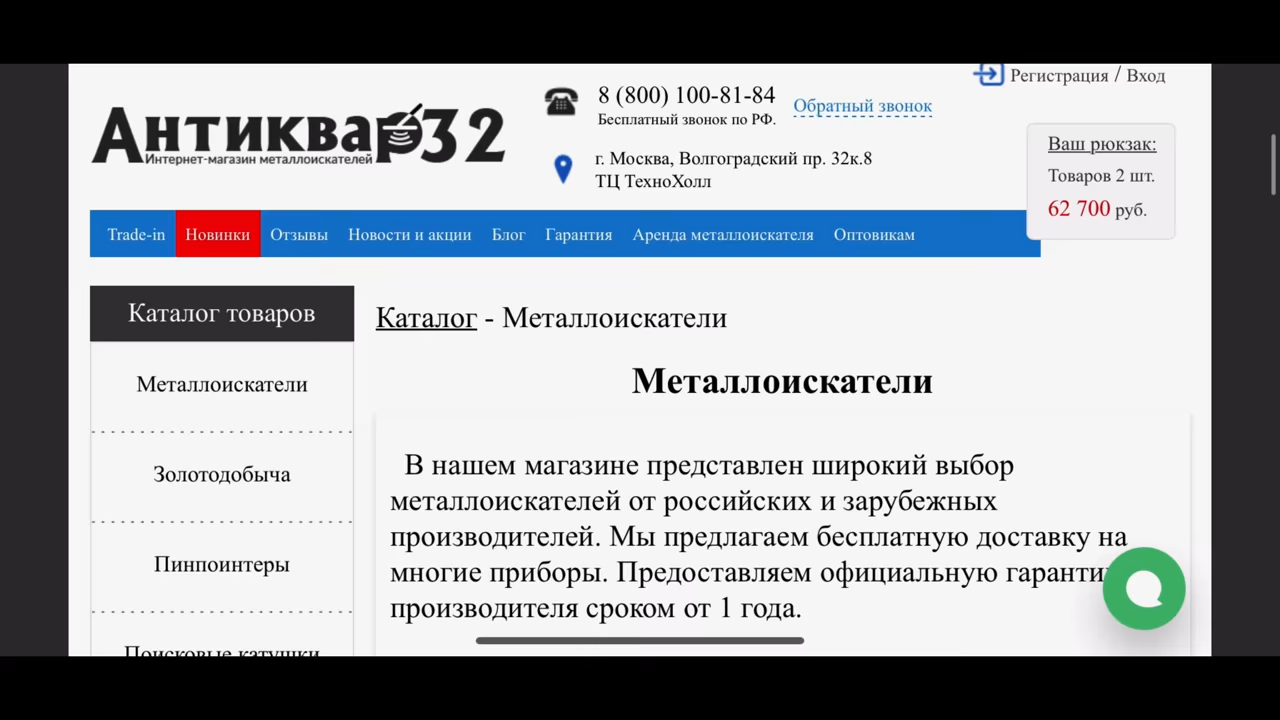 Регистрация / Вход
Антиквар32
Интернет-магазин металлоискателей
8 (800) 100-81-84
Бесплатный звонок по РФ.
Обратный звонок
г. Москва, Волгоградский пр. 32к.8
ТЦ ТехноХолл
Ваш рюкзак:
Товаров 2 шт.
62 700 руб.
Trade-in Новинки Отзывы Новости и акции Блог Гарантия Аренда металлоискателя Оптовикам
Каталог товаров
Металлоискатели
Золотодобыча
Пинпоинтеры
Поисковые катушки
Каталог - Металлоискатели
Металлоискатели
В нашем магазине представлен широкий выбор
металлоискателей от российских и зарубежных
производителей. Мы предлагаем бесплатную доставку на
многие приборы. Предоставляем официальную гарантию
производителя сроком от 1 года.